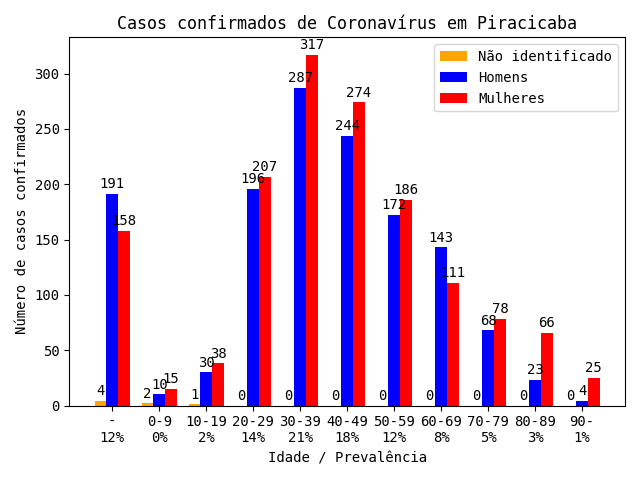 Casos confirmados de Coronavírus em Piracicaba
Não identificado
Homens
Mulheres
Número de casos confirmados
300
250
200
150
100
50
0
4 191 158
2 10 15
1 30 38
0 196 207
0 287 317
0 244 274
0 172 186
0 143 111
0 68 78
0 23 66
0 4 25
- 0-9 10-19 20-29 30-39 40-49 50-59 60-69 70-79 80-89 90-
12% 0% 2% 14% 21% 18% 12% 8% 5% 3% 1%
Idade / Prevalência